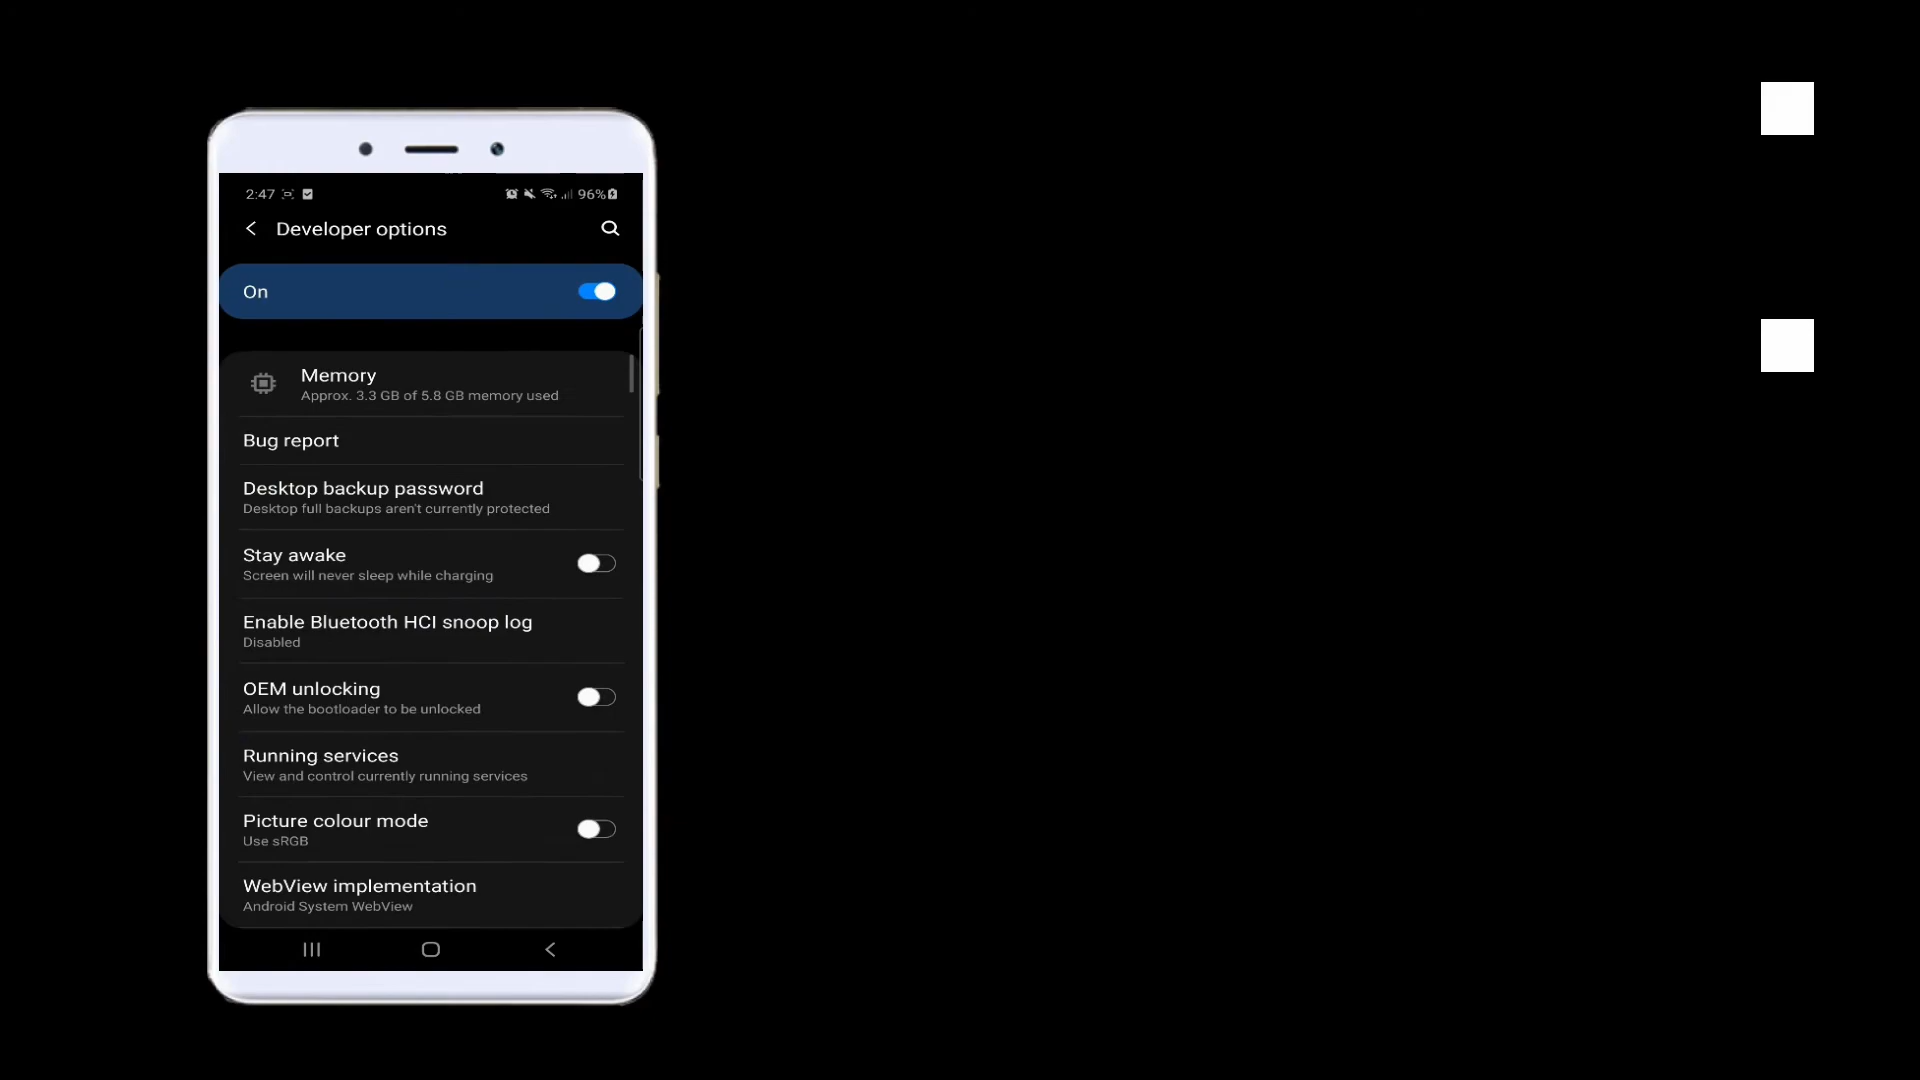 2:47 96%
Developer options
On
Memory
Approx. 3.3 GB of 5.8 GB memory used
Bug report
Desktop backup password
Desktop full backups aren't currently protected
Stay awake
Screen will never sleep while charging
Enable Bluetooth HCI snoop log
Disabled
OEM unlocking
Allow the bootloader to be unlocked
Running services
View and control currently running services
Picture colour mode
Use sRGB
WebView implementation
Android System WebView